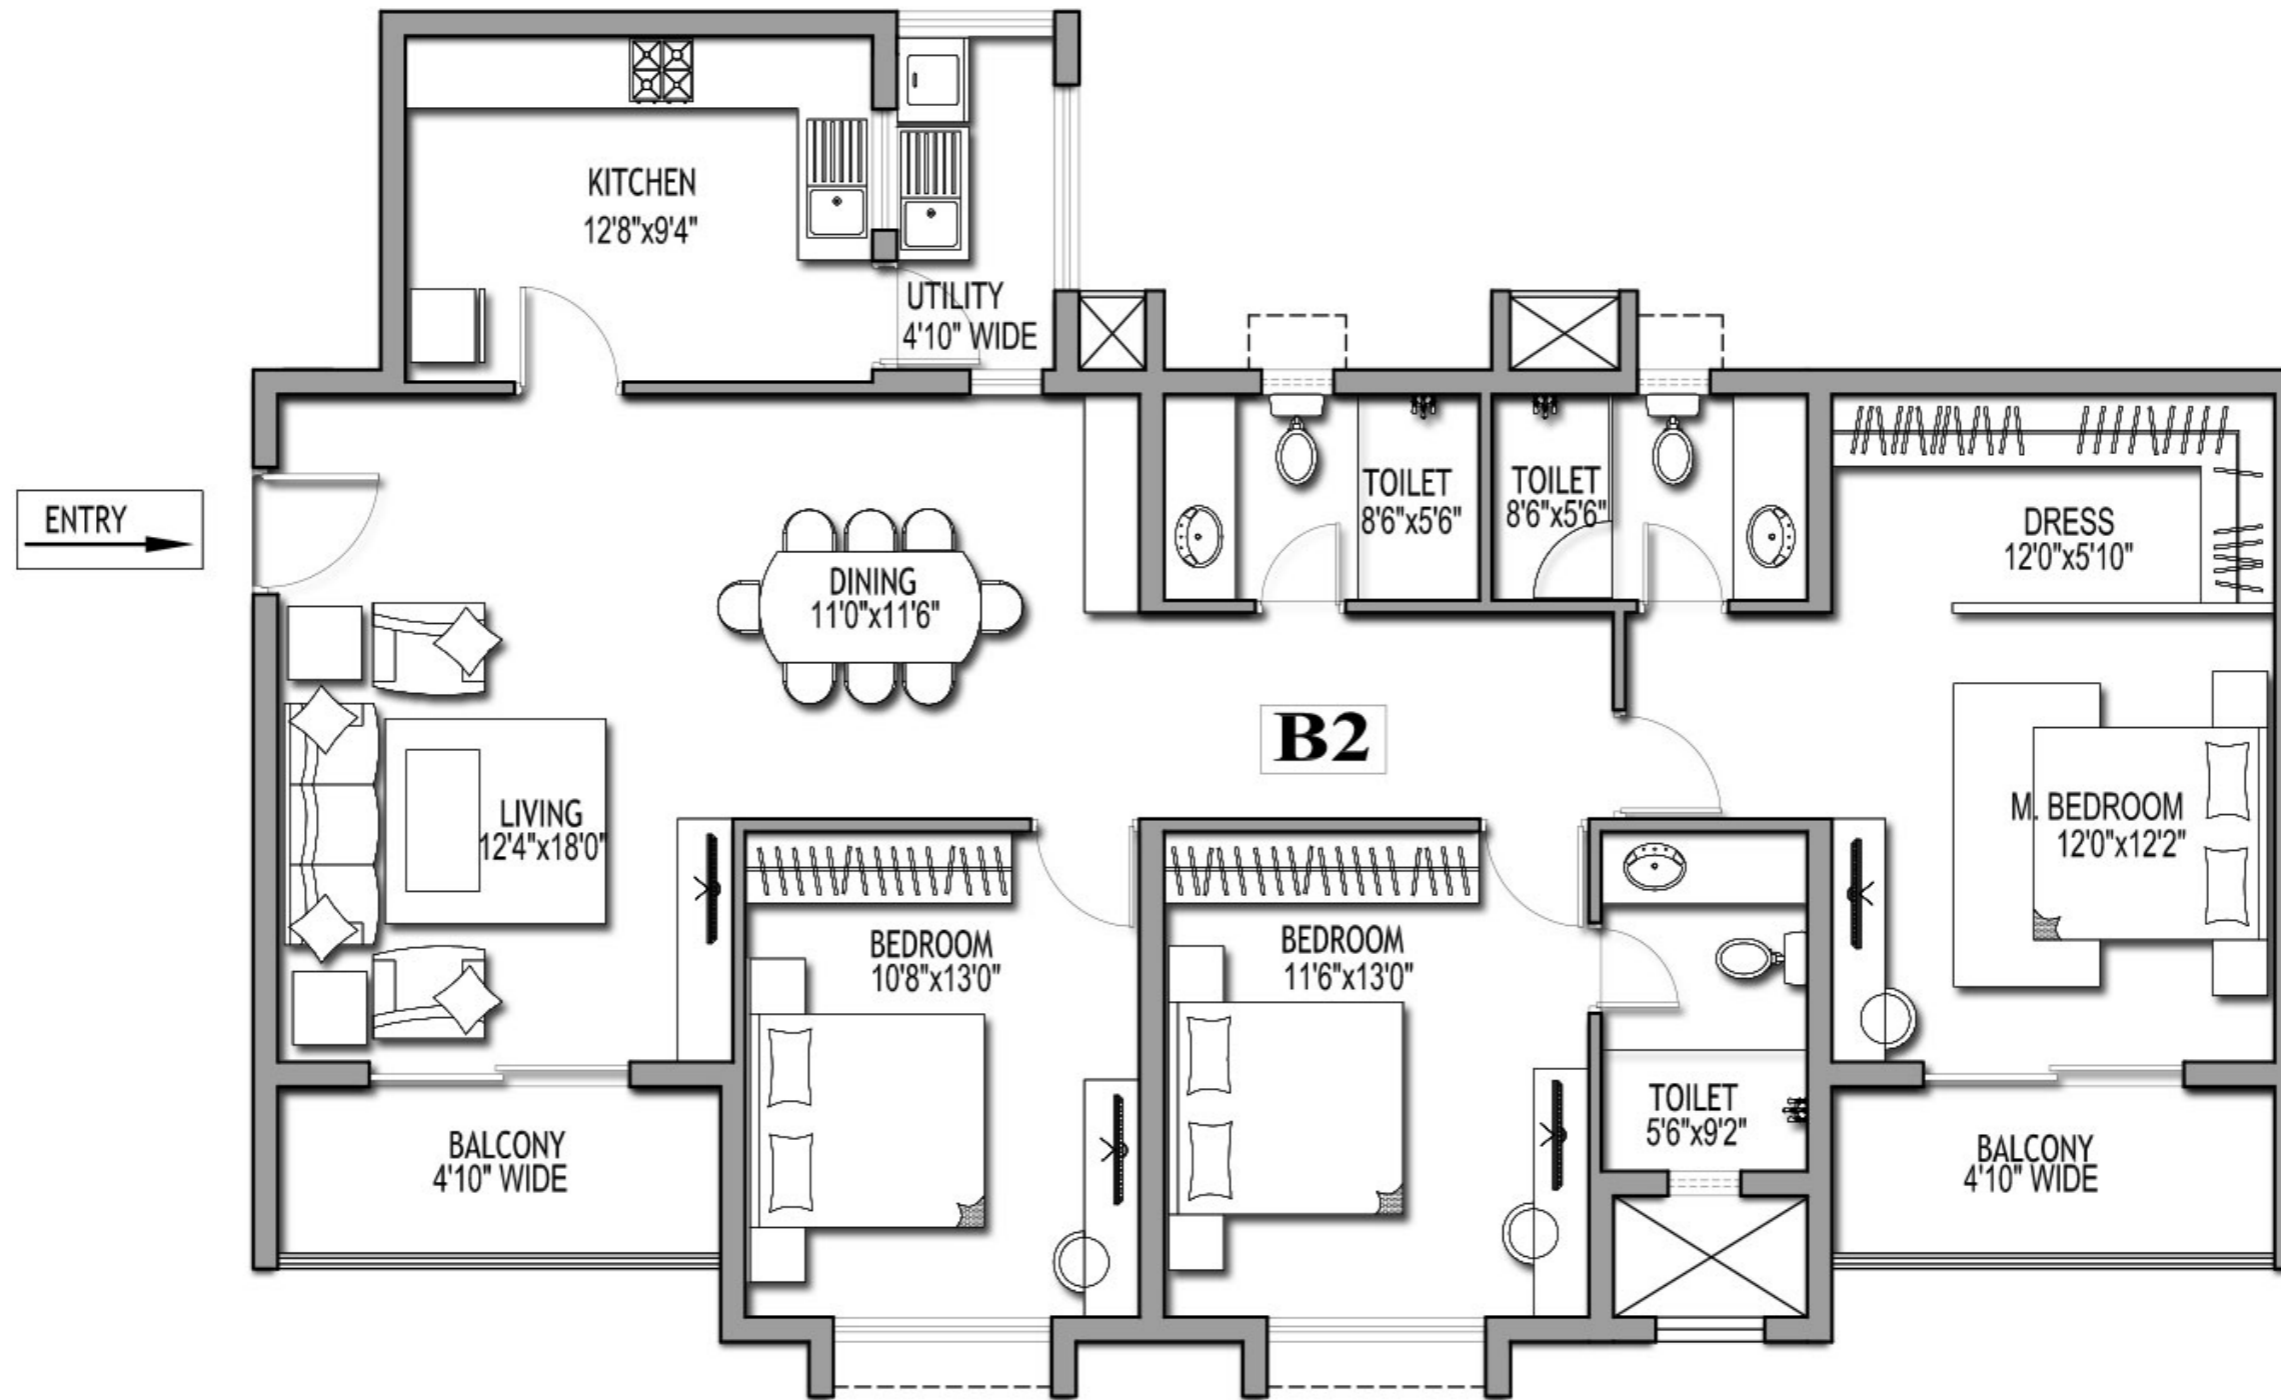 KITCHEN
12'8"x9'4"
UTILITY
4'10" WIDE
ENTRY
TOILET
8'6"x5'6"
TOILET
8'6"x5'6"
DRESS
12'0"x5'10"
DINING
11'0"x11'6"
B2
LIVING
12'4"x18'0"
M. BEDROOM
12'0"x12'2"
BEDROOM
10'8"x13'0"
BEDROOM
11'6"x13'0"
TOILET
5'6"x9'2"
BALCONY
4'10" WIDE
BALCONY
4'10" WIDE